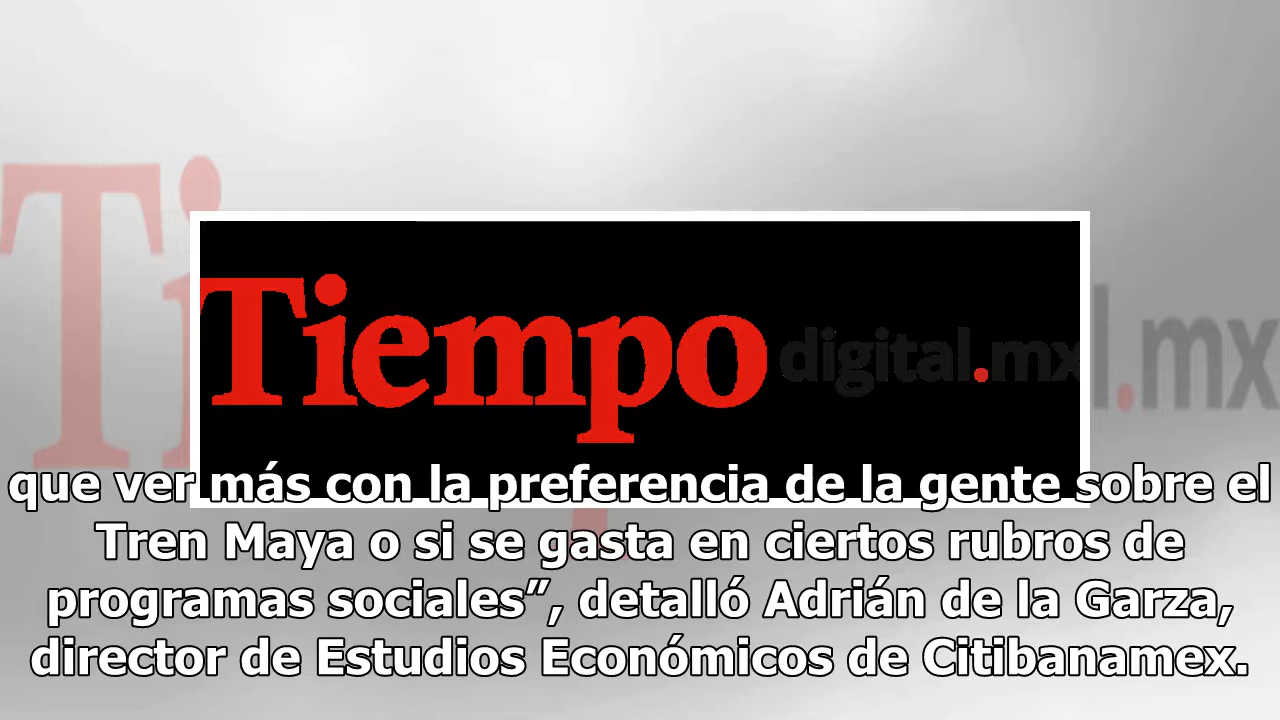 Tiempo digital.mx
que ver más con la preferencia de la gente sobre el
Tren Maya o si se gasta en ciertos rubros de
programas sociales”, detalló Adrián de la Garza,
director de Estudios Económicos de Citibanamex.